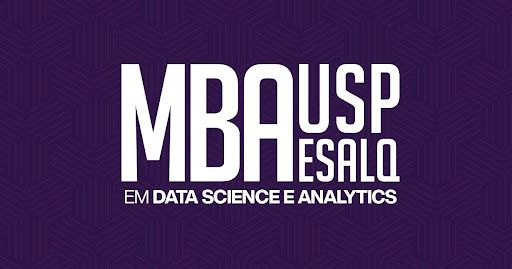 MBA USP
ESALQ
EM DATA SCIENCE E ANALYTICS